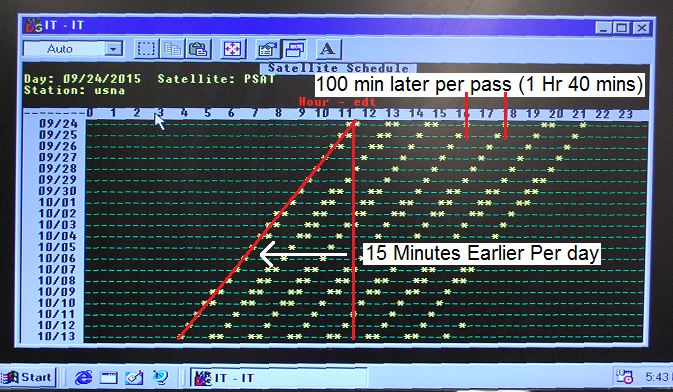 IT - IT
Auto
A
Satellite Schedule
Day: 09/24/2015 Satellite: PSAT
100 min later per pass (1 Hr 40 mins)
Station: usna
Hour - edt
0 1 2 3 4 5 6 7 8 9 10 11 12 13 14 15 16 17 18 19 20 21 22 23
09/24
09/25
09/26
09/27
09/28
09/29
09/30
10/01
10/02
10/03
10/04
10/05
15 Minutes Earlier Per day
10/06
10/07
10/08
10/09
10/10
10/11
10/12
10/13
Start
IT - IT
5:43